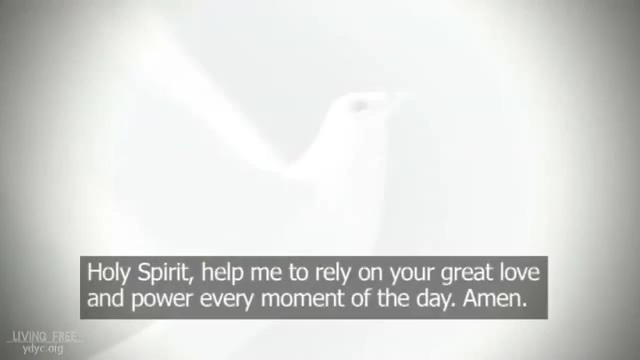 Holy Spirit, help me to rely on your great love
and power every moment of the day. Amen.
LIVING FREE
ydyc.org